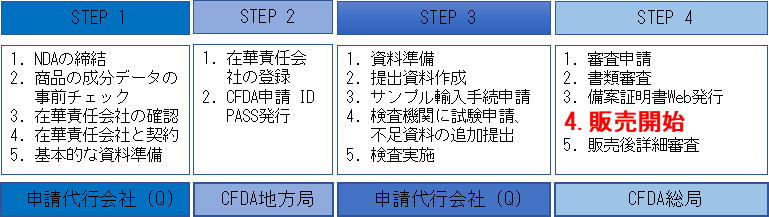 STEP 1
1. NDAの締結
2. 商品の成分データの
事前チェック
3. 在華責任会社の確認
4. 在華責任会社と契約
5. 基本的な資料準備
申請代行会社（Q）
STEP 2
1. 在華責任会
社の登録
2. CFDA申請 ID
PASS発行
CFDA地方局
STEP 3
1. 資料準備
2. 提出資料作成
3. サンプル輸入手続申請
4. 検査機関に試験申請、
不足資料の追加提出
5. 検査実施
申請代行会社（Q）
STEP 4
1. 審査申請
2. 書類審査
3. 備案証明書Web発行
4. 販売開始
5. 販売後詳細審査
CFDA総局